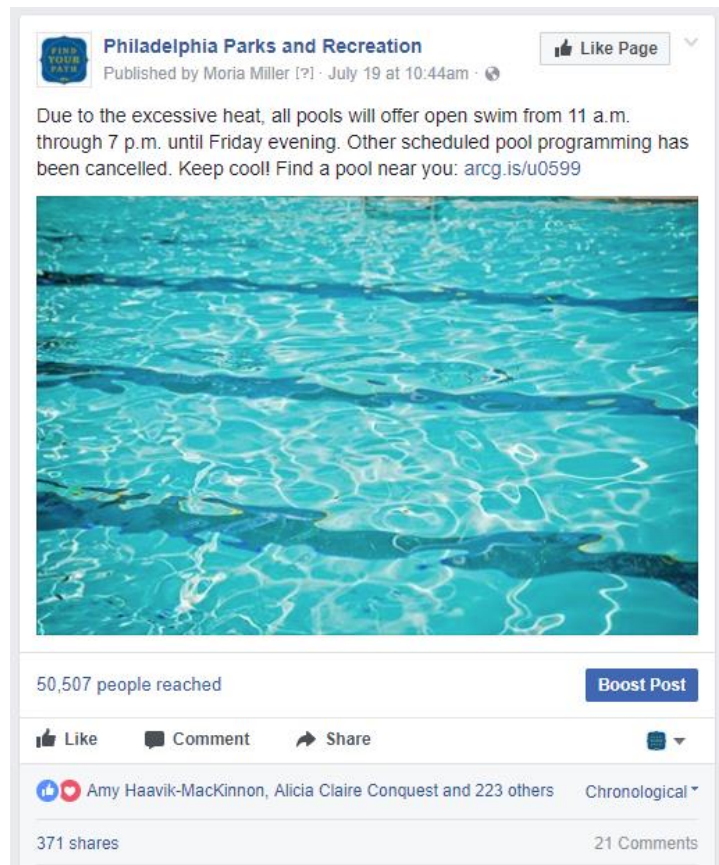 FIND
YOUR
PATH
Philadelphia Parks and Recreation
Like Page
Published by Moria Miller [?] · July 19 at 10:44am ·
Due to the excessive heat, all pools will offer open swim from 11 a.m.
through 7 p.m. until Friday evening. Other scheduled pool programming has
been cancelled. Keep cool! Find a pool near you: arcg.is/u0599
50,507 people reached
Boost Post
Like Comment Share
Amy Haavik-MacKinnon, Alicia Claire Conquest and 223 others Chronological
371 shares 21 Comments